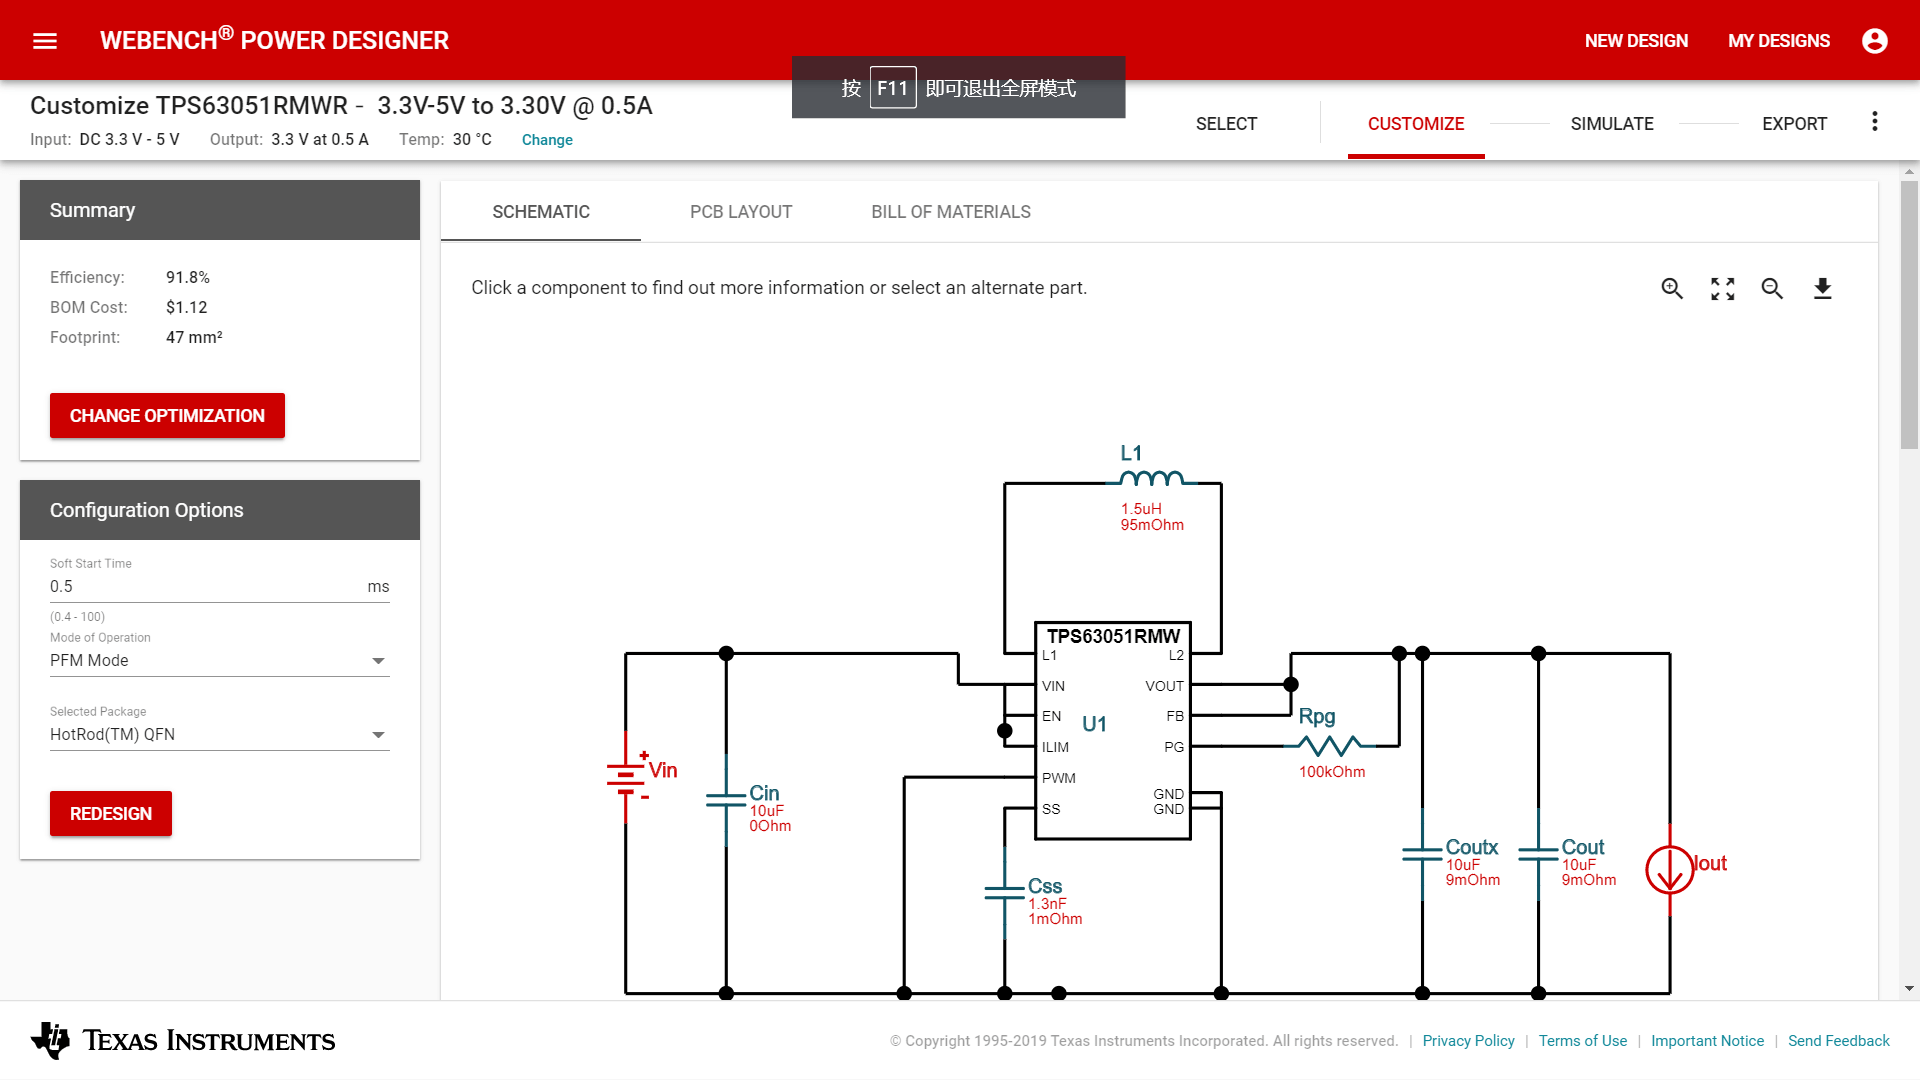 WEBENCH® POWER DESIGNER
NEW DESIGN
MY DESIGNS
按 F11 即可退出全屏模式
Customize TPS63051RMWR - 3.3V-5V to 3.30V @ 0.5A
Input: DC 3.3 V - 5 V Output: 3.3 V at 0.5 A Temp: 30 °C Change
SELECT
CUSTOMIZE
SIMULATE
EXPORT
Summary
Efficiency: 91.8%
BOM Cost: $1.12
Footprint: 47 mm²
CHANGE OPTIMIZATION
Configuration Options
Soft Start Time
0.5 ms
(0.4 - 100)
Mode of Operation
PFM Mode
Selected Package
HotRod(TM) QFN
REDESIGN
SCHEMATIC
PCB LAYOUT
BILL OF MATERIALS
Click a component to find out more information or select an alternate part.
L1
1.5uH
95mOhm
TPS63051RMW
L1 L2
VIN VOUT
EN FB
ILIM PG
PWM
SS
GND
GND
U1
Rpg
100kOhm
+
Vin
-
Cin
10uF
0Ohm
Css
1.3nF
1mOhm
Coutx
10uF
9mOhm
Cout
10uF
9mOhm
Iout
TEXAS INSTRUMENTS
© Copyright 1995-2019 Texas Instruments Incorporated. All rights reserved. | Privacy Policy | Terms of Use | Important Notice | Send Feedback